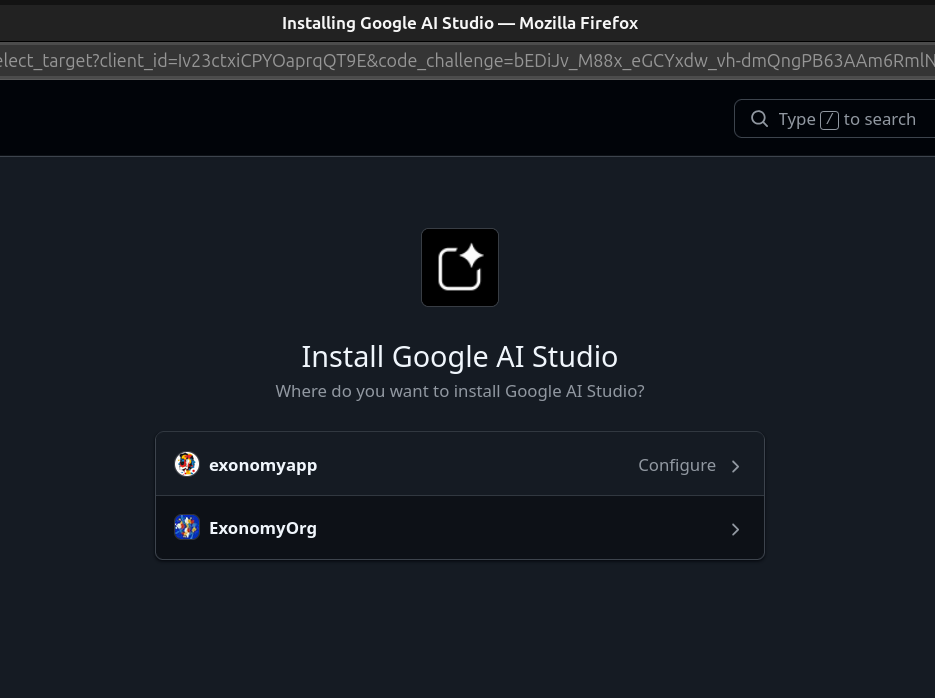 Installing Google AI Studio — Mozilla Firefox
elect_target?client_id=Iv23ctxiCPYOaprqQT9E&code_challenge=bEDiJv_M88x_eGCYxdw_vh-dmQngPB63AAm6RmlN
Type / to search
Install Google AI Studio
Where do you want to install Google AI Studio?
exonomyapp Configure
ExonomyOrg